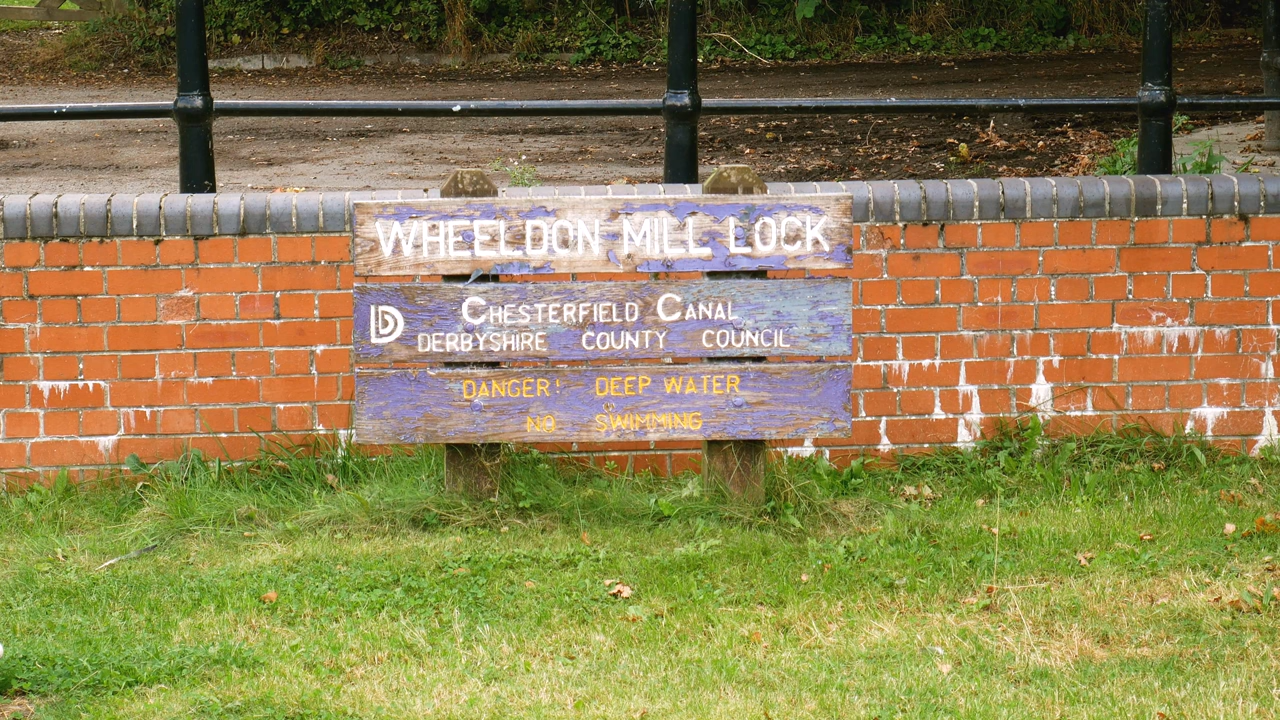 WHEELDON MILL LOCK
CHESTERFIELD CANAL
DERBYSHIRE COUNTY COUNCIL
DANGER! DEEP WATER
NO SWIMMING